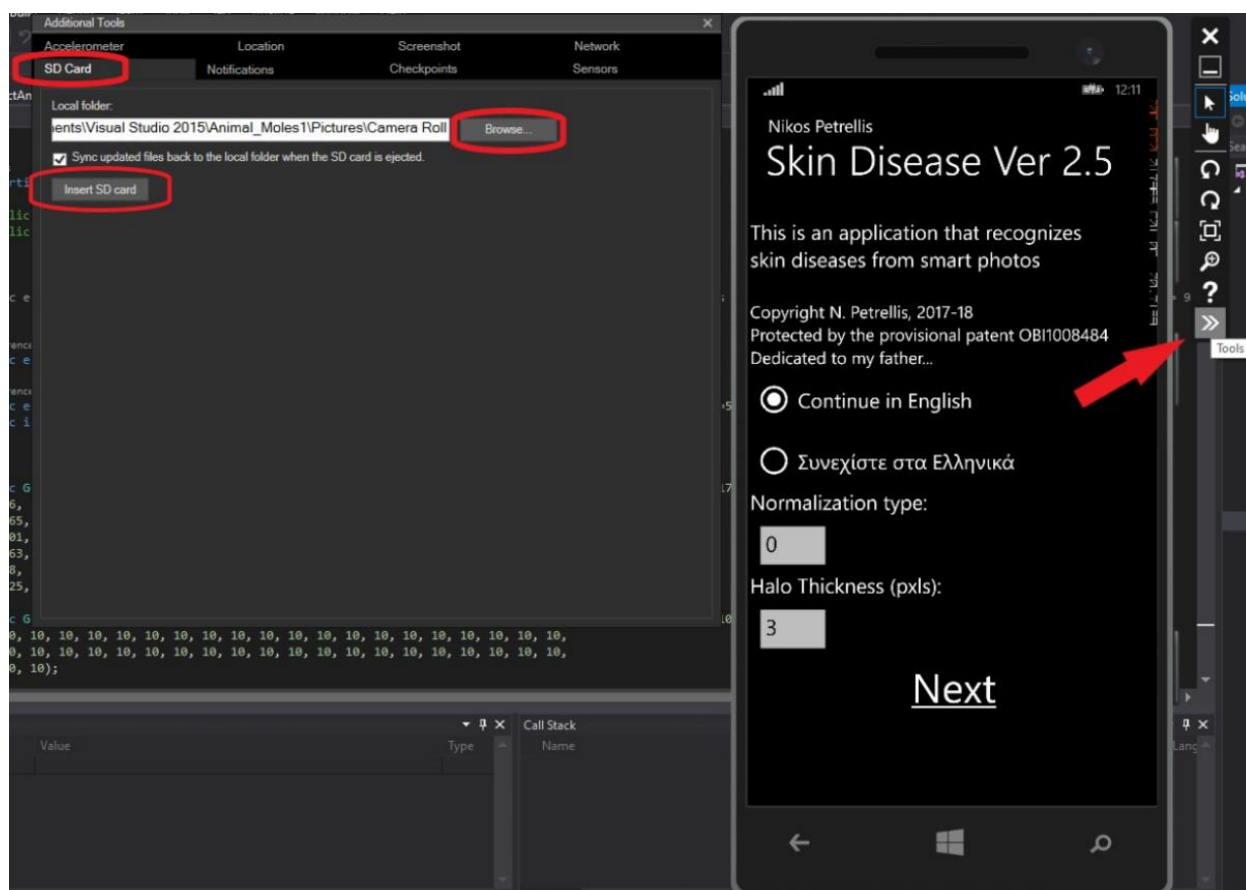 Additional Tools
Accelerometer Location Screenshot Network
SD Card Notifications Checkpoints Sensors
Local folder:
ents\Visual Studio 2015\Animal_Moles1\Pictures\Camera Roll Browse...
Sync updated files back to the local folder when the SD card is ejected.
Insert SD card
12:11
Nikos Petrellis
Skin Disease Ver 2.5
This is an application that recognizes
skin diseases from smart photos
Copyright N. Petrellis, 2017-18
Protected by the provisional patent OBI1008484
Dedicated to my father...
Continue in English
Συνεχίστε στα Ελληνικά
Normalization type:
0
Halo Thickness (pxls):
3
Next
Tools
0, 10, 10, 10, 10, 10, 10, 10, 10, 10, 10, 10, 10, 10, 10, 10, 10, 10, 10,
0, 10, 10, 10, 10, 10, 10, 10, 10, 10, 10, 10, 10, 10, 10, 10, 10, 10, 10,
0, 10);
Call Stack
Value Type Name Lang